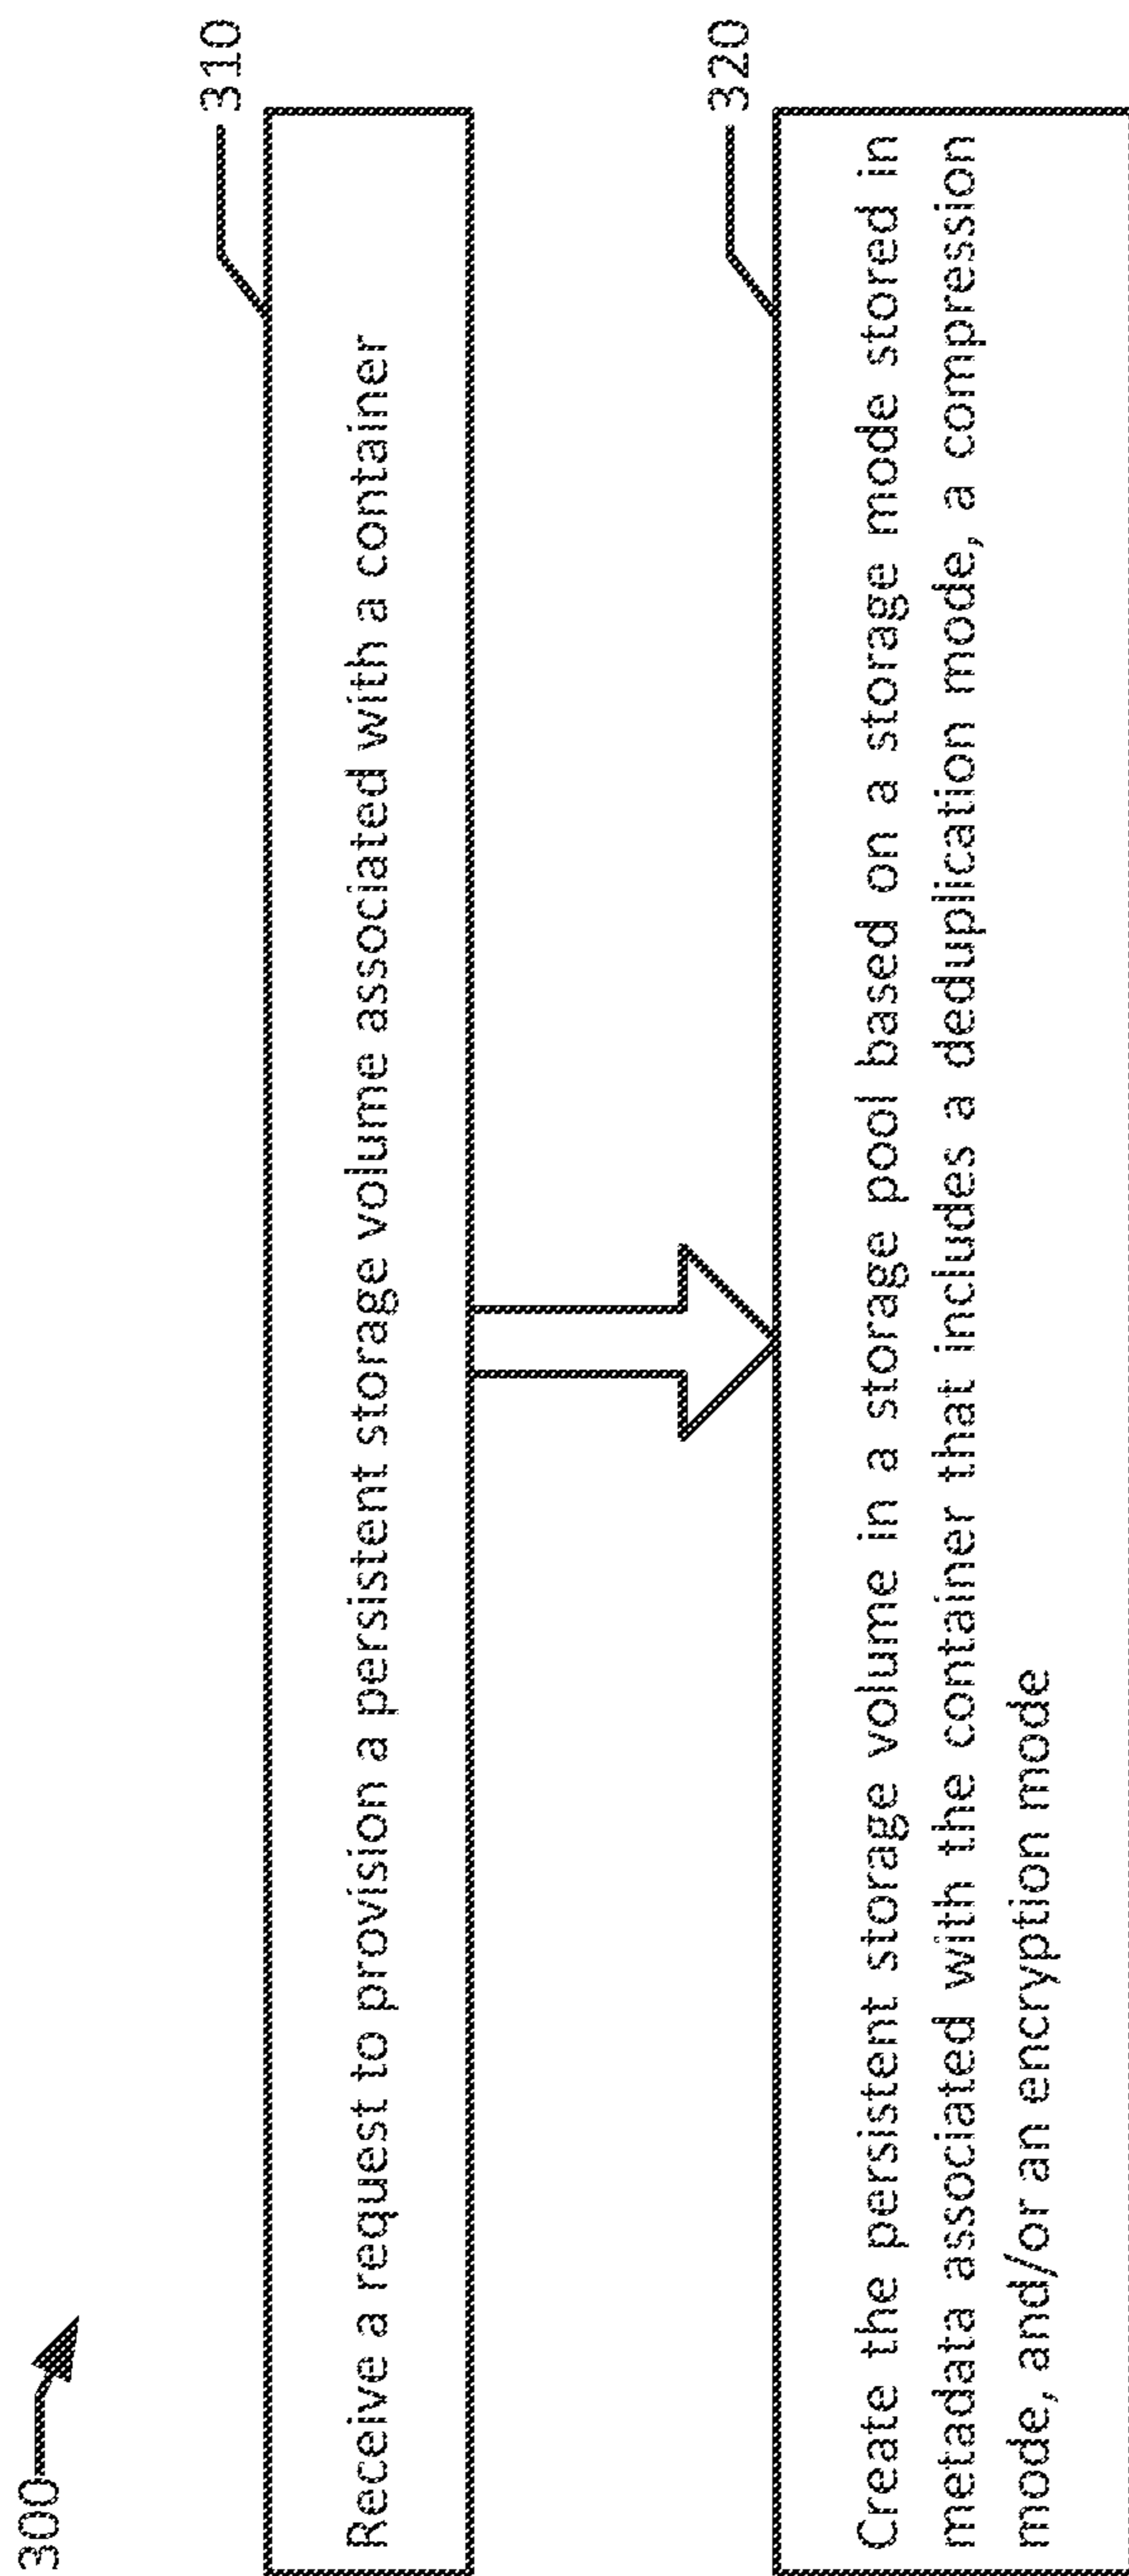 300
310
Receive a request to provision a persistent storage volume associated with a container
320
Create the persistent storage volume in a storage pool based on a storage mode stored in
metadata associated with the container that includes a deduplication mode, a compression
mode, and/or an encryption mode